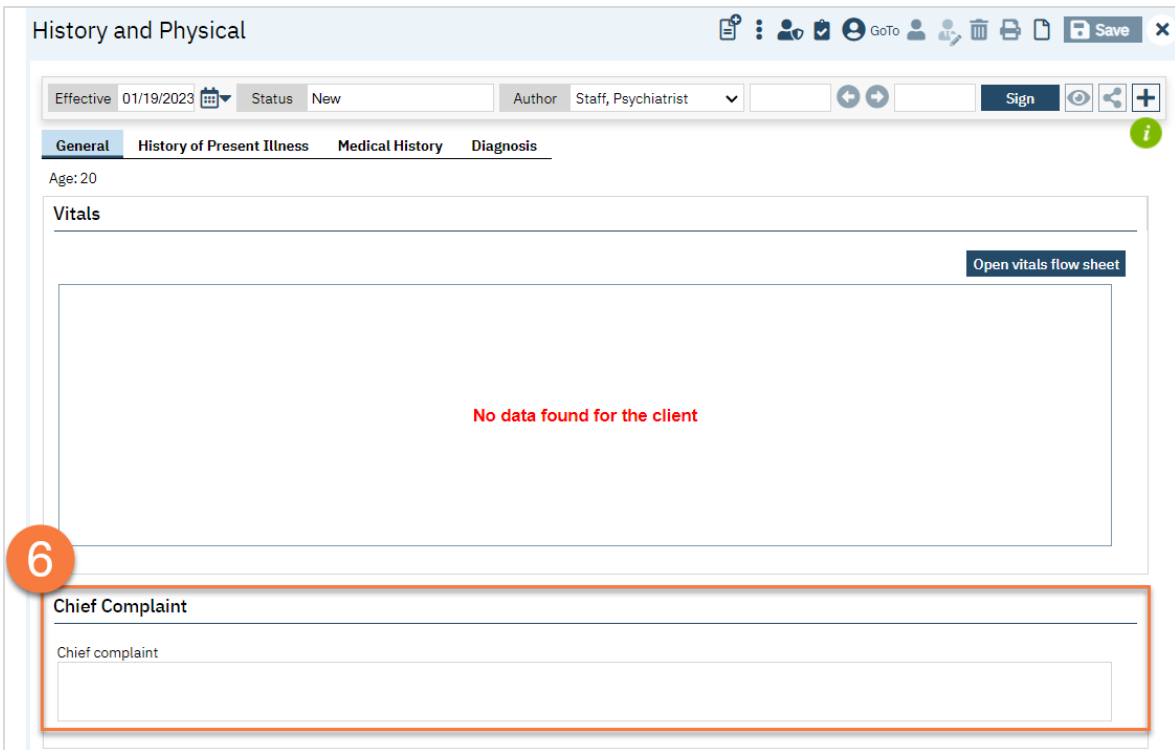 History and Physical GoTo Save
Effective 01/19/2023 Status New Author Staff, Psychiatrist Sign
i
General History of Present Illness Medical History Diagnosis
Age: 20
Vitals
Open vitals flow sheet
No data found for the client
6
Chief Complaint
Chief complaint